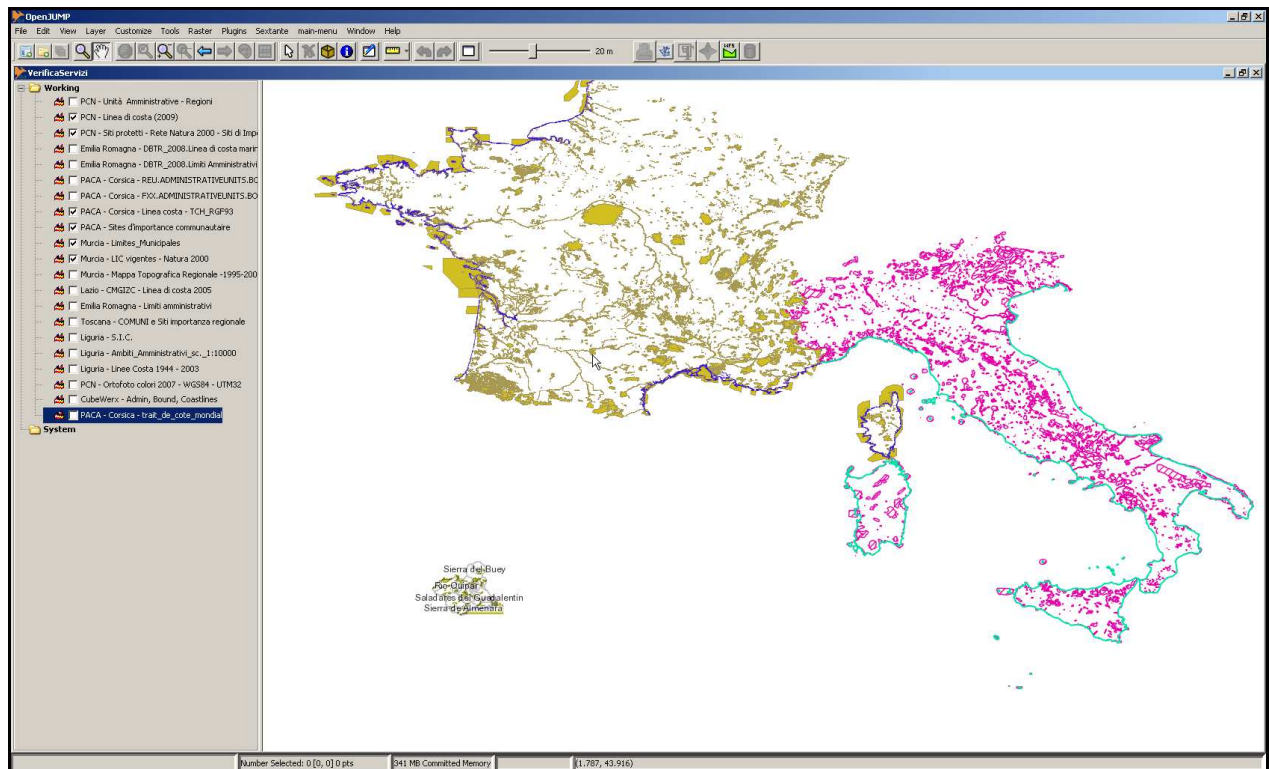 OpenJUMP
File Edit View Layer Customize Tools Raster Plugins Sextante main-menu Window Help
20 m
VerificaServizi
Working
PCN - Unità Amministrative - Regioni
PCN - Linea di costa (2009)
PCN - Siti protetti - Rete Natura 2000 - Siti di Imp
Emilia Romagna - DBTR_2008.Linea di costa marin
Emilia Romagna - DBTR_2008.Limiti Amministrativi
PACA - Corsica - REU.ADMINISTRATIVEUNITS.BO
PACA - Corsica - FXX.ADMINISTRATIVEUNITS.BO
PACA - Corsica - Linea costa - TCH_RGF93
PACA - Sites d'importance communautaire
Murcia - Limites_Municipales
Murcia - LIC vigentes - Natura 2000
Murcia - Mappa Topografica Regionale -1995-200
Lazio - CMGIZC - Linea di costa 2005
Emilia Romagna - Limiti amministrativi
Toscana - COMUNI e Siti importanza regionale
Liguria - S.I.C.
Liguria - Ambiti_Amministrativi_sc._1:10000
Liguria - Linee Costa 1944 - 2003
PCN - Ortofoto colori 2007 - WGS84 - UTM32
CubeWerx - Admin, Bound, Coastlines
PACA - Corsica - trait_de_cote_mondial
System
Sierra del Buey
Rio Quipar
Saladares del Guadalentin
Sierra de Almenara
Number Selected: 0 [0, 0] 0 pts
341 MB Committed Memory
(1.787, 43.916)